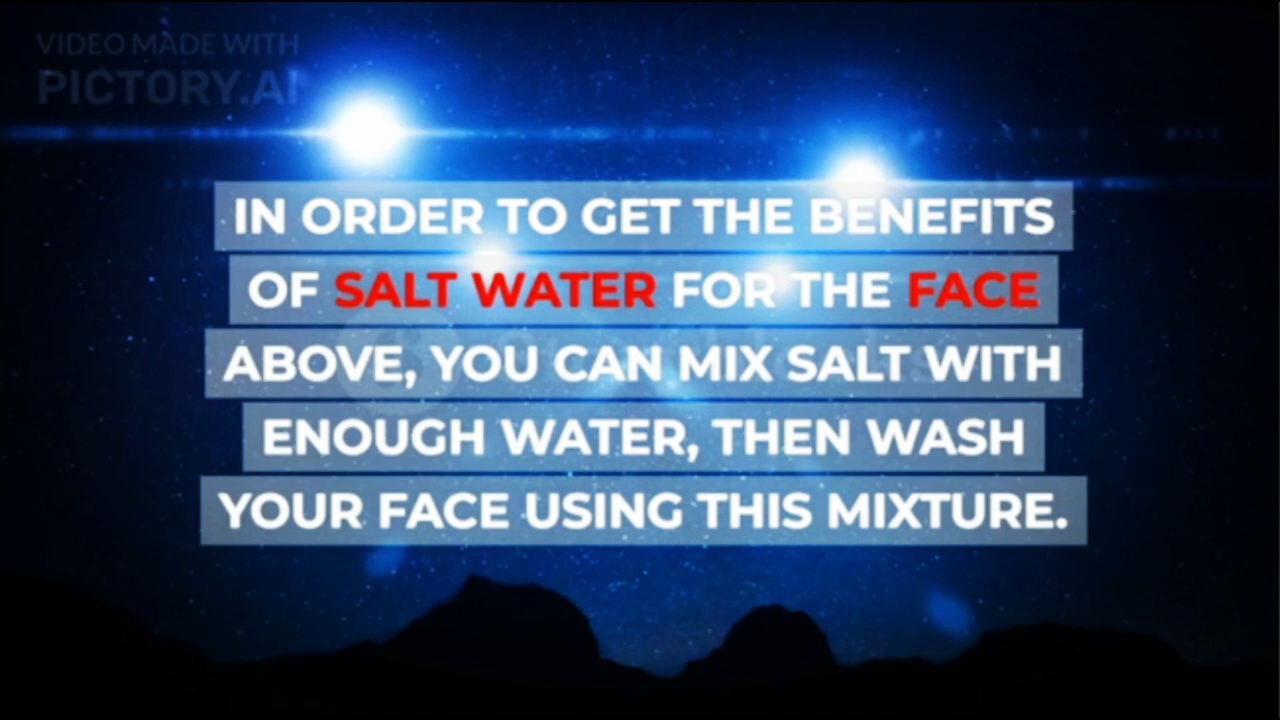 VIDEO MADE WITH
PICTORY.AI
IN ORDER TO GET THE BENEFITS
OF SALT WATER FOR THE FACE
ABOVE, YOU CAN MIX SALT WITH
ENOUGH WATER, THEN WASH
YOUR FACE USING THIS MIXTURE.